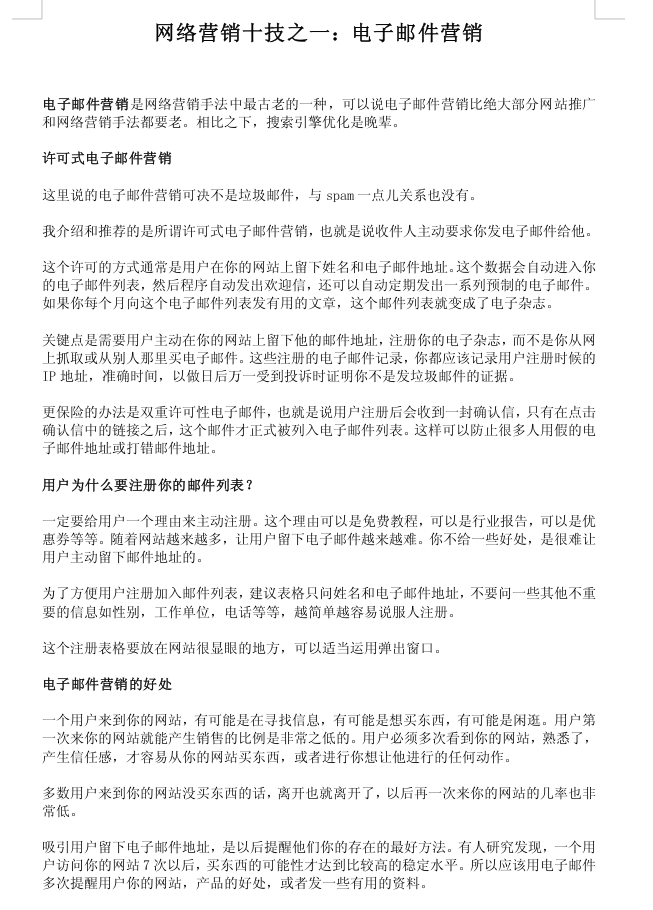 网络营销十技之一：电子邮件营销
电子邮件营销是网络营销手法中最古老的一种，可以说电子邮件营销比绝大部分网站推广
和网络营销手法都要老。相比之下，搜索引擎优化是晚辈。
许可式电子邮件营销
这里说的电子邮件营销可决不是垃圾邮件，与 spam 一点儿关系也没有。
我介绍和推荐的是所谓许可式电子邮件营销，也就是说收件人主动要求你发电子邮件给他。
这个许可的方式通常是用户在你的网站上留下姓名和电子邮件地址。这个数据会自动进入你
的电子邮件列表，然后程序自动发出欢迎信，还可以自动定期发出一系列预制的电子邮件。
如果你每个月向这个电子邮件列表发有用的文章，这个邮件列表就变成了电子杂志。
关键点是需要用户主动在你的网站上留下他的邮件地址，注册你的电子杂志，而不是你从网
上抓取或从别人那里买电子邮件。这些注册的电子邮件记录，你都应该记录用户注册时候的
IP 地址，准确时间，以做日后万一受到投诉时证明你不是发垃圾邮件的证据。
更保险的办法是双重许可性电子邮件，也就是说用户注册后会收到一封确认信，只有在点击
确认信中的链接之后，这个邮件才正式被列入电子邮件列表。这样可以防止很多人用假的电
子邮件地址或打错邮件地址。
用户为什么要注册你的邮件列表？
一定要给用户一个理由来主动注册。这个理由可以是免费教程，可以是行业报告，可以是优
惠券等等。随着网站越来越多，让用户留下电子邮件越来越难。你不给一些好处，是很难让
用户主动留下邮件地址的。
为了方便用户注册加入邮件列表，建议表格只问姓名和电子邮件地址，不要问一些其他不重
要的信息如性别，工作单位，电话等等，越简单越容易说服人注册。
这个注册表格要放在网站很显眼的地方，可以适当运用弹出窗口。
电子邮件营销的好处
一个用户来到你的网站，有可能是在寻找信息，有可能是想买东西，有可能是闲逛。用户第
一次来你的网站就能产生销售的比例是非常之低的。用户必须多次看到你的网站，熟悉了，
产生信任感，才容易从你的网站买东西，或者进行你想让他进行的任何动作。
多数用户来到你的网站没买东西的话，离开也就离开了，以后再一次来你的网站的几率也非
常低。
吸引用户留下电子邮件地址，是以后提醒他们你的存在的最好方法。有人研究发现，一个用
户访问你的网站 7 次以后，买东西的可能性才达到比较高的稳定水平。所以应该用电子邮件
多次提醒用户你的网站，产品的好处，或者发一些有用的资料。